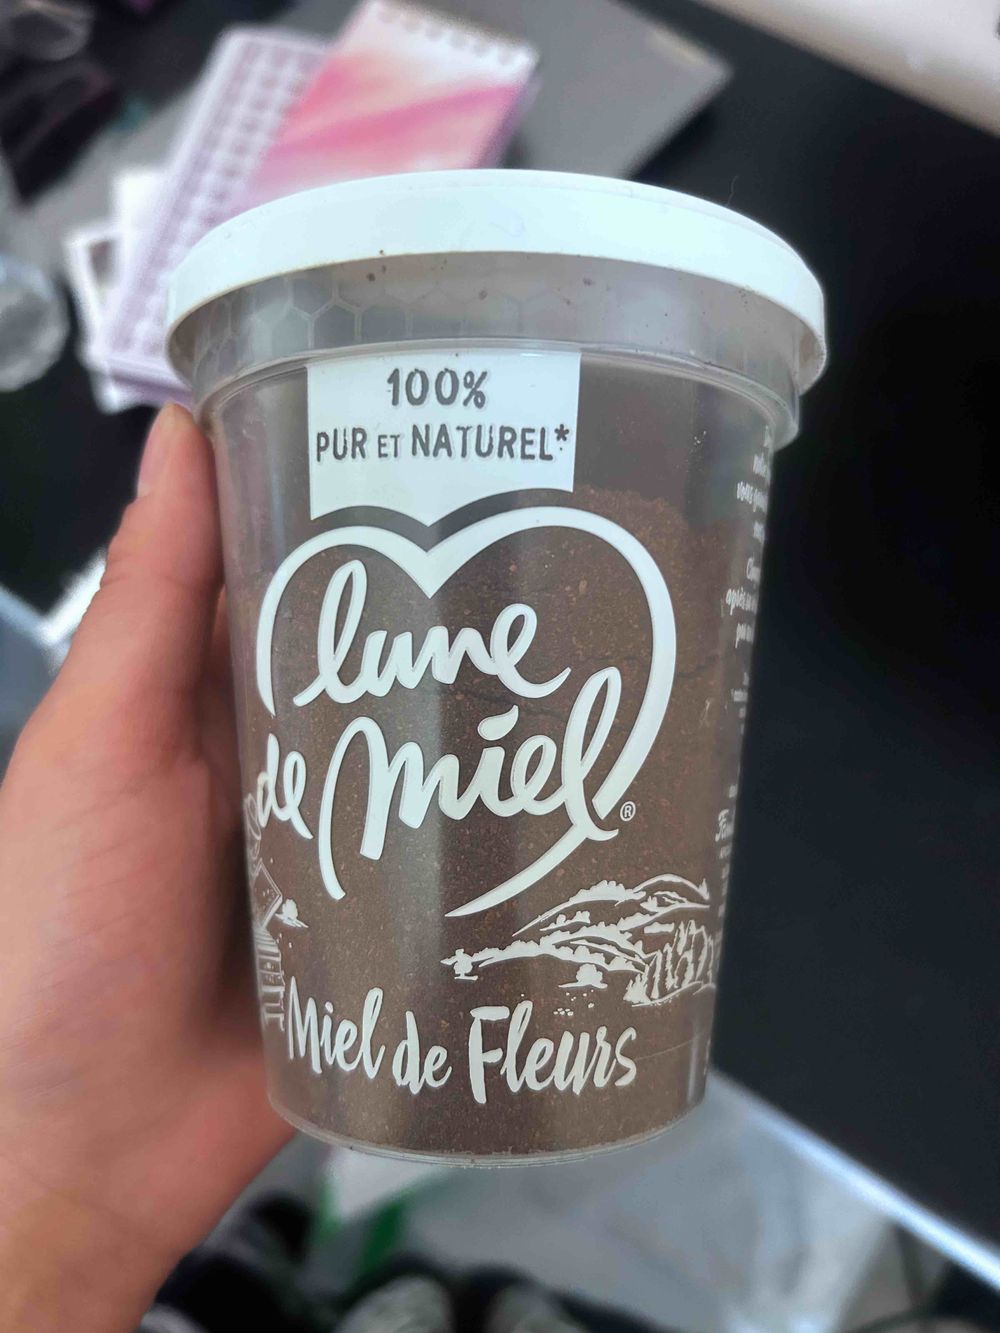 100%
PUR ET NATUREL*
lune
de miel®
Miel de Fleurs